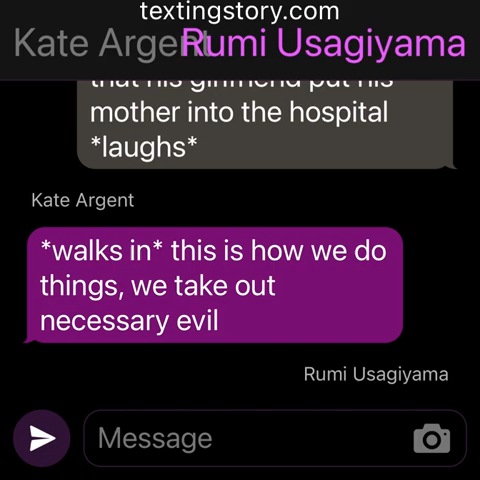 textingstory.com
Kate Argent
Rumi Usagiyama
that his girlfriend put his
mother into the hospital
*laughs*
Kate Argent
*walks in* this is how we do
things, we take out
necessary evil
Rumi Usagiyama
Message